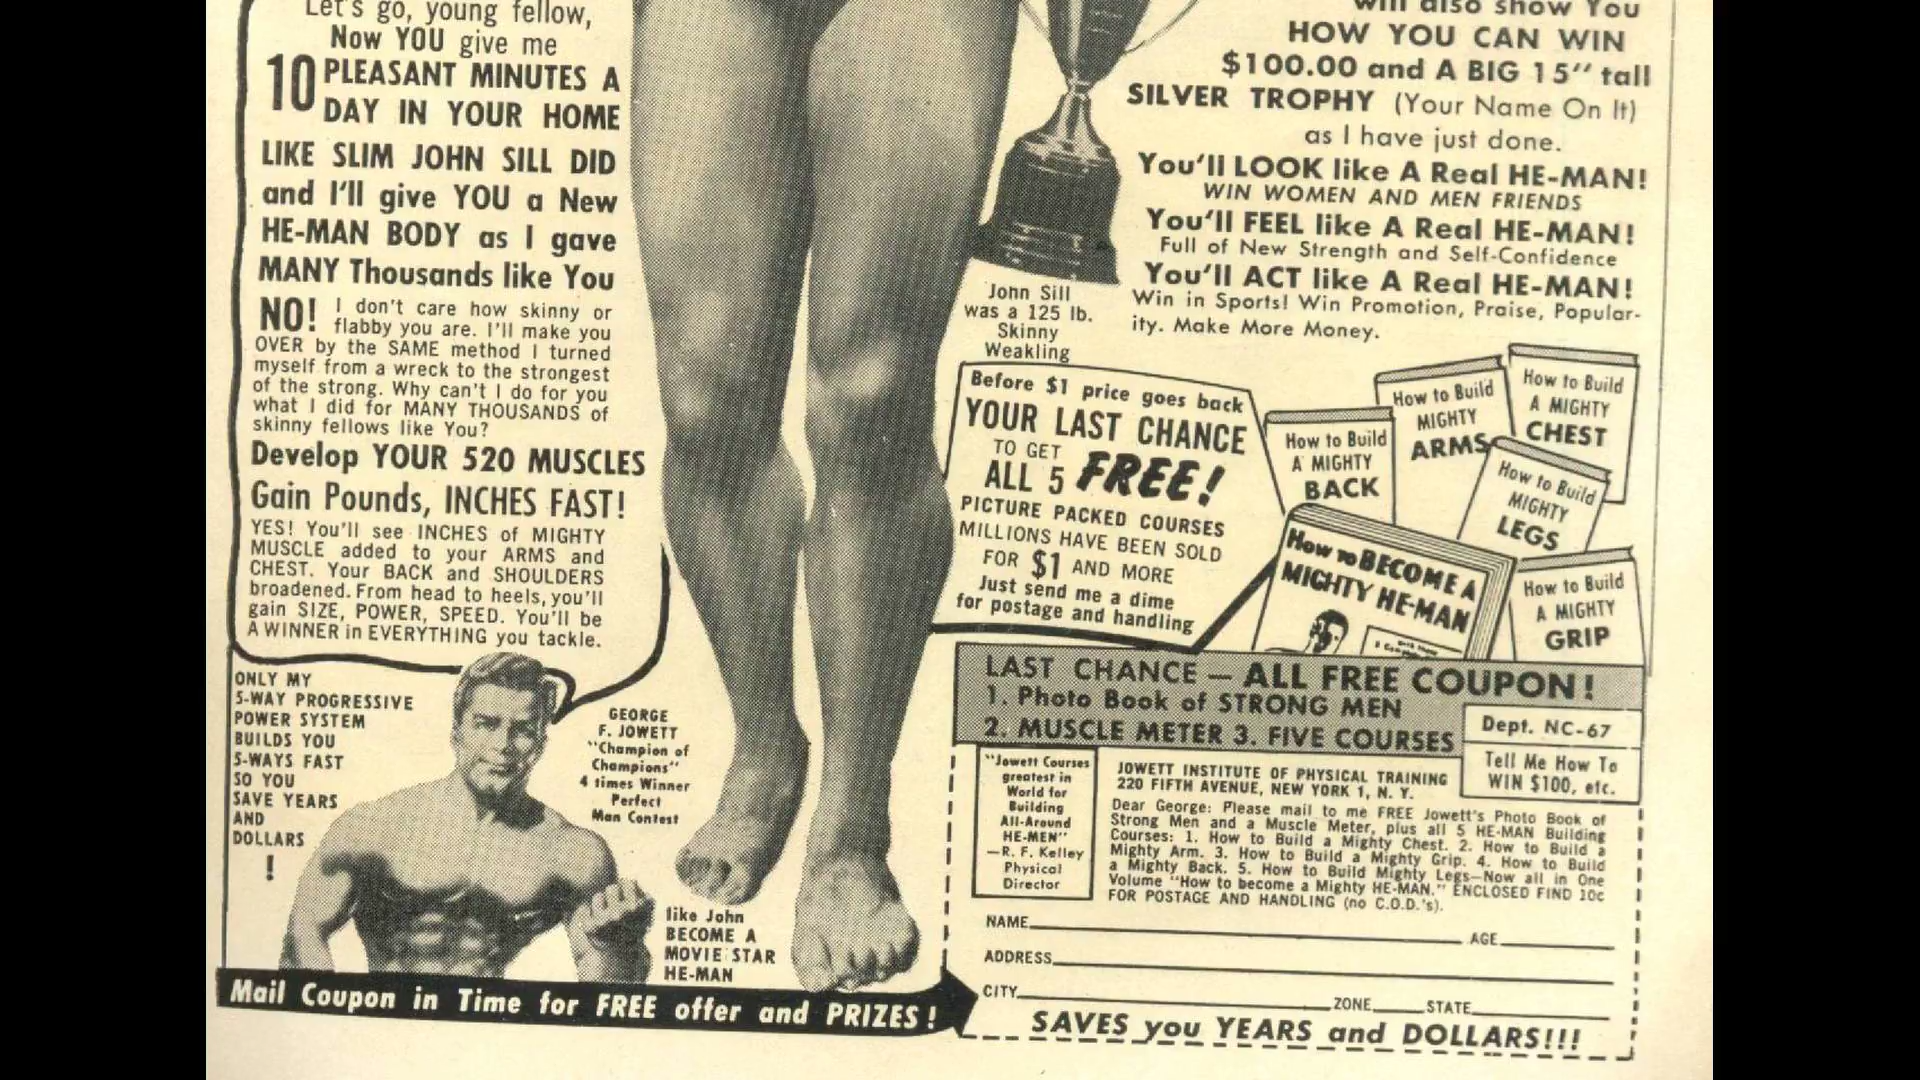 Let's go, young fellow,
Now YOU give me
10 PLEASANT MINUTES A
DAY IN YOUR HOME
LIKE SLIM JOHN SILL DID
and I'll give YOU a New
HE-MAN BODY as I gave
MANY Thousands like You
NO! I don't care how skinny or
flabby you are. I'll make you
OVER by the SAME method I turned
myself from a wreck to the strongest
of the strong. Why can't I do for you
what I did for MANY THOUSANDS of
skinny fellows like You?
Develop YOUR 520 MUSCLES
Gain Pounds, INCHES FAST!
YES! You'll see INCHES of MIGHTY
MUSCLE added to your ARMS and
CHEST. Your BACK and SHOULDERS
broadened. From head to heels, you'll
gain SIZE, POWER, SPEED. You'll be
A WINNER in EVERYTHING you tackle.
ONLY MY
5-WAY PROGRESSIVE
POWER SYSTEM
BUILDS YOU
5-WAYS FAST
SO YOU
SAVE YEARS
AND
DOLLARS
!
GEORGE
F. JOWETT
"Champion of
Champions"
4 times Winner
Perfect
Man Contest
like John
BECOME A
MOVIE STAR
HE-MAN
Mail Coupon in Time for FREE offer and PRIZES!
will also show You
HOW YOU CAN WIN
$100.00 and A BIG 15" tall
SILVER TROPHY (Your Name On It)
as I have just done.
You'll LOOK like A Real HE-MAN!
WIN WOMEN AND MEN FRIENDS
You'll FEEL like A Real HE-MAN!
Full of New Strength and Self-Confidence
You'll ACT like A Real HE-MAN!
Win in Sports! Win Promotion, Praise, Popular-
ity. Make More Money.
John Sill
was a 125 lb.
Skinny
Weakling
Before $1 price goes back
YOUR LAST CHANCE
TO GET
ALL 5 FREE!
PICTURE PACKED COURSES
MILLIONS HAVE BEEN SOLD
FOR $1 AND MORE
Just send me a dime
for postage and handling
How to Build
A MIGHTY
BACK
How to Build
MIGHTY
ARMS
How to Build
A MIGHTY
CHEST
How to Build
MIGHTY
LEGS
How to BECOME A
MIGHTY HE-MAN
How to Build
A MIGHTY
GRIP
LAST CHANCE — ALL FREE COUPON!
1. Photo Book of STRONG MEN
2. MUSCLE METER 3. FIVE COURSES
Dept. NC-67
Tell Me How To
WIN $100, etc.
"Jowett Courses
greatest in
World for
Building
All-Around
HE-MEN"
—R. F. Kelley
Physical
Director
JOWETT INSTITUTE OF PHYSICAL TRAINING
220 FIFTH AVENUE, NEW YORK 1, N. Y.
Dear George: Please mail to me FREE Jowett's Photo Book of
Strong Men and a Muscle Meter, plus all 5 HE-MAN Building
Courses: 1. How to Build a Mighty Chest. 2. How to Build a
Mighty Arm. 3. How to Build a Mighty Grip. 4. How to Build
a Mighty Back. 5. How to Build Mighty Legs—Now all in One
Volume "How to become a Mighty HE-MAN." ENCLOSED FIND 10c
FOR POSTAGE AND HANDLING (no C.O.D.'s).
NAME AGE
ADDRESS
CITY ZONE STATE
SAVES you YEARS and DOLLARS!!!